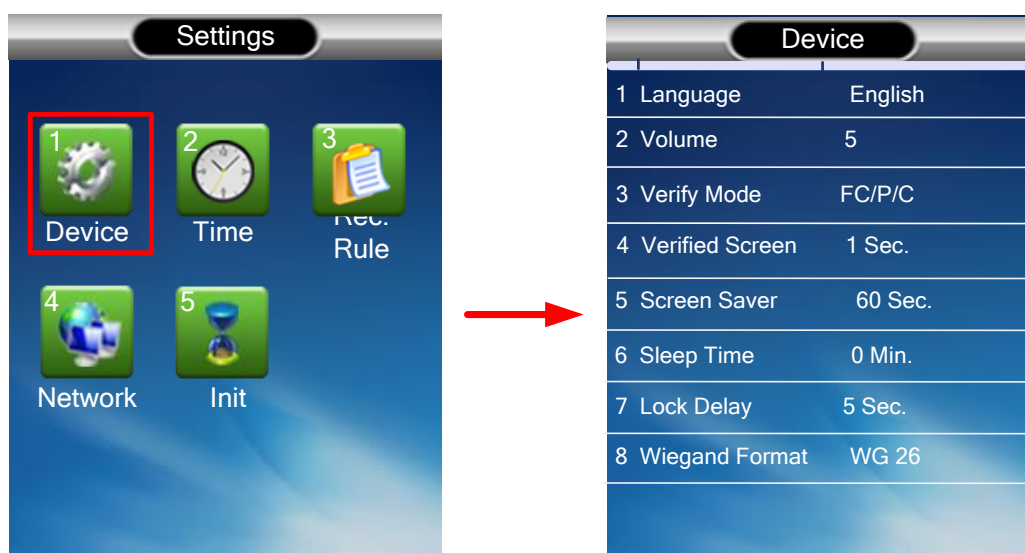 Settings
1
2
3
Device
Time
Rec.
Rule
4
5
Network
Init
Device
1 Language English
2 Volume 5
3 Verify Mode FC/P/C
4 Verified Screen 1 Sec.
5 Screen Saver 60 Sec.
6 Sleep Time 0 Min.
7 Lock Delay 5 Sec.
8 Wiegand Format WG 26